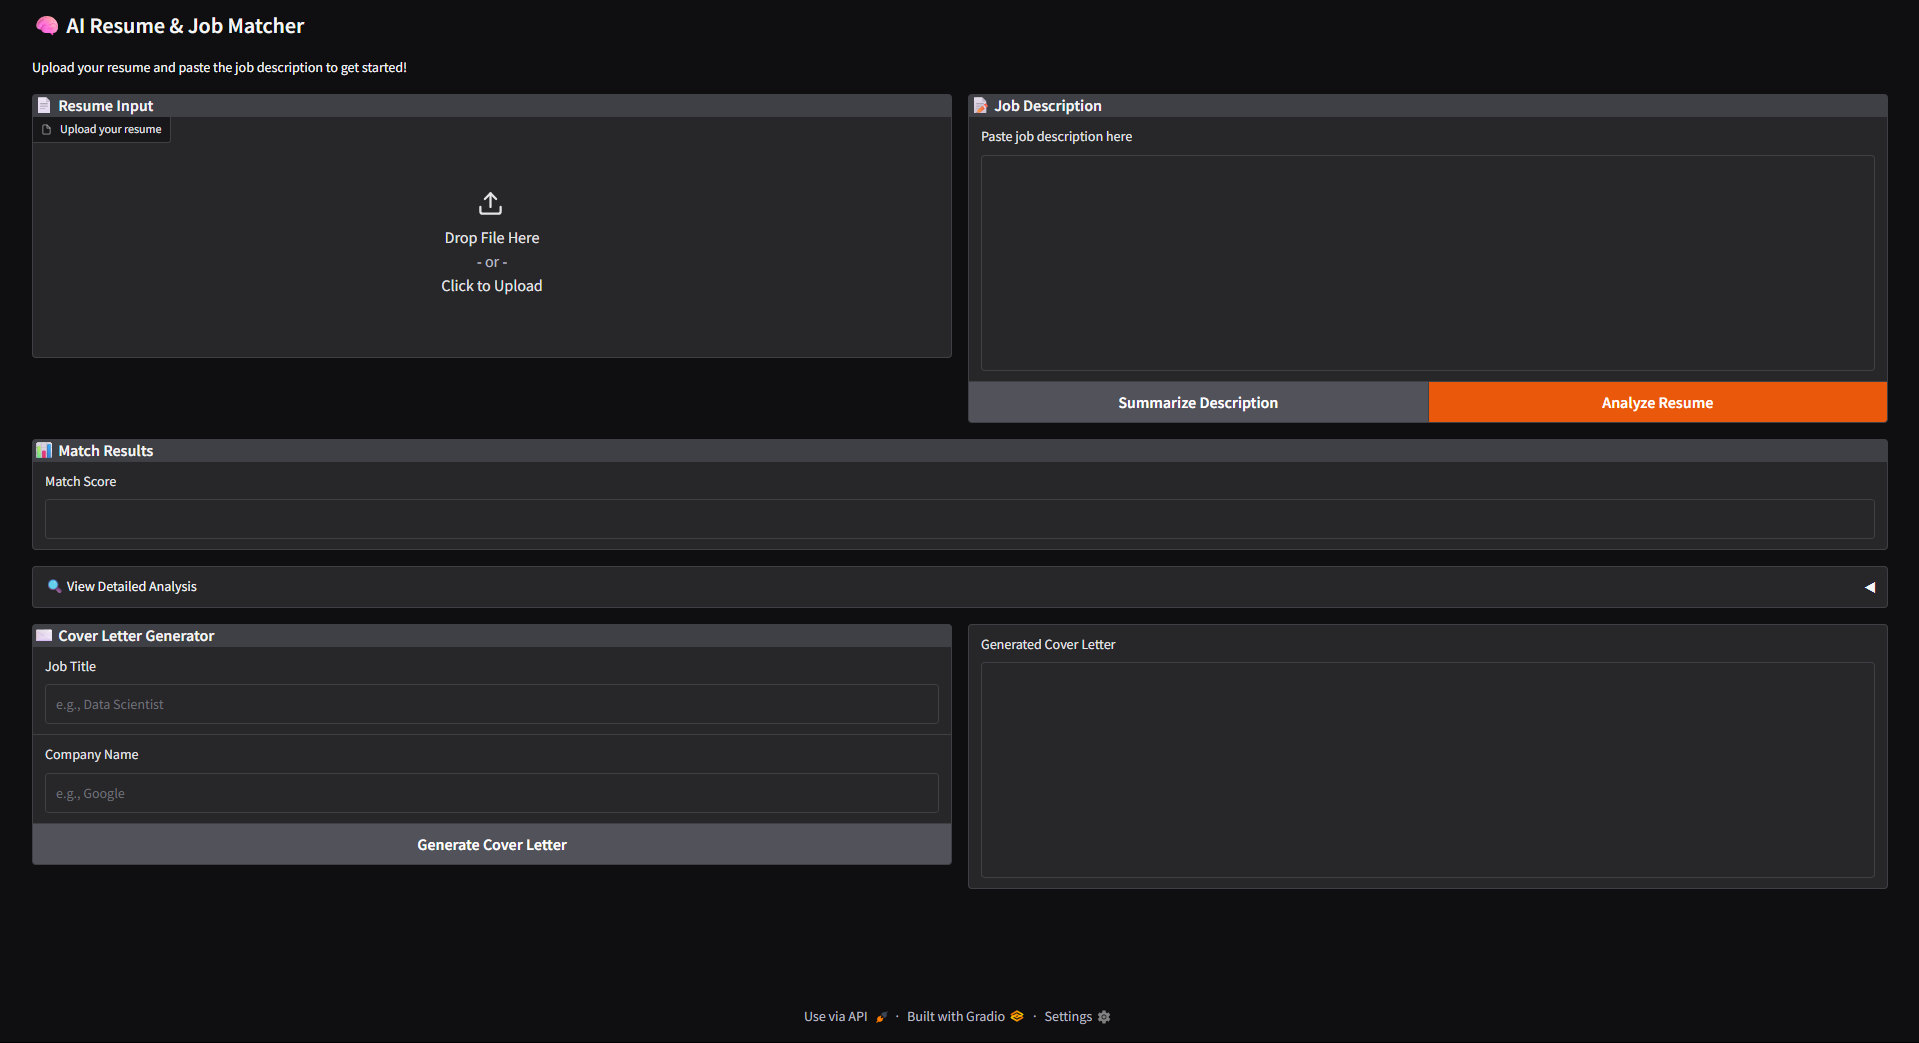 AI Resume & Job Matcher
Upload your resume and paste the job description to get started!
Resume Input
Upload your resume
Drop File Here
- or -
Click to Upload
Job Description
Paste job description here
Summarize Description
Analyze Resume
Match Results
Match Score
View Detailed Analysis
Cover Letter Generator
Job Title
e.g., Data Scientist
Company Name
e.g., Google
Generate Cover Letter
Generated Cover Letter
Use via API · Built with Gradio · Settings